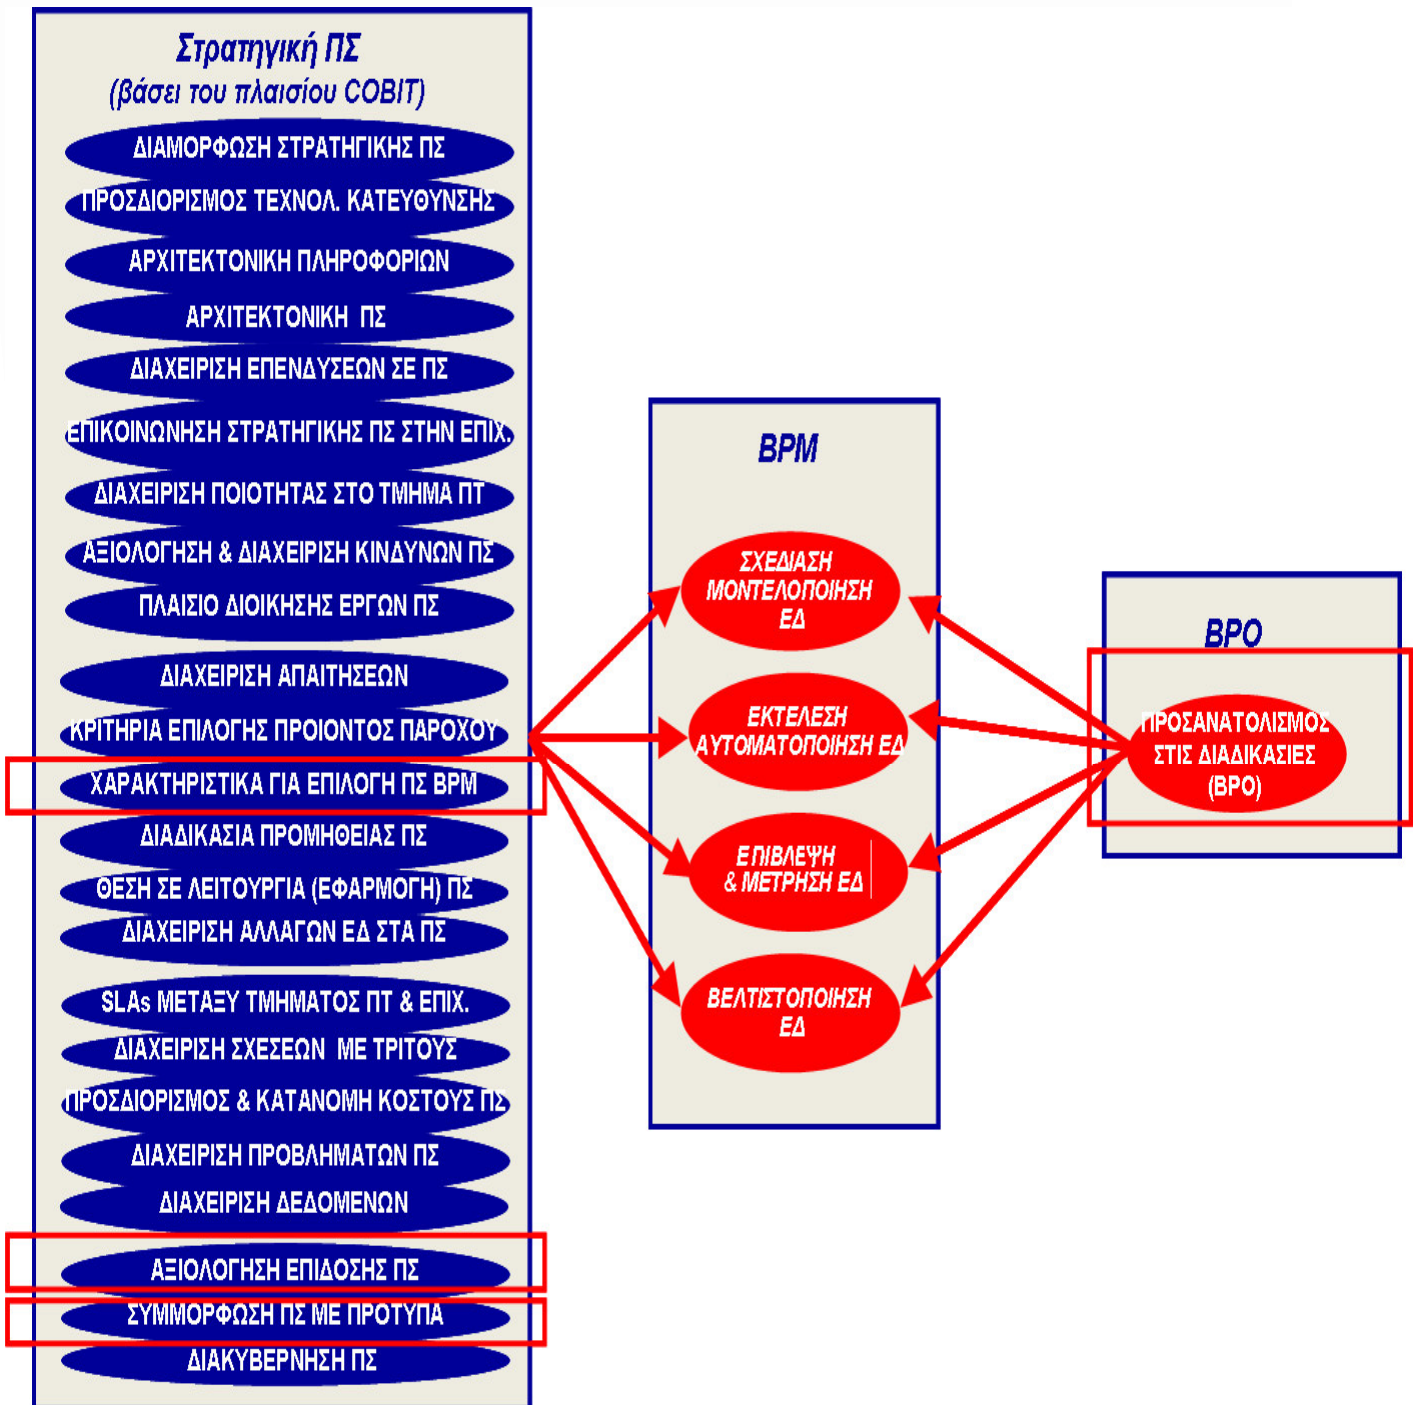 Στρατηγική ΠΣ
(βάσει του πλαισίου COBIT)
ΔΙΑΜΟΡΦΩΣΗ ΣΤΡΑΤΗΓΙΚΗΣ ΠΣ
ΠΡΟΣΔΙΟΡΙΣΜΟΣ ΤΕΧΝΟΛ. ΚΑΤΕΥΘΥΝΣΗΣ
ΑΡΧΙΤΕΚΤΟΝΙΚΗ ΠΛΗΡΟΦΟΡΙΩΝ
ΑΡΧΙΤΕΚΤΟΝΙΚΗ ΠΣ
ΔΙΑΧΕΙΡΙΣΗ ΕΠΕΝΔΥΣΕΩΝ ΣΕ ΠΣ
ΕΠΙΚΟΙΝΩΝΗΣΗ ΣΤΡΑΤΗΓΙΚΗΣ ΠΣ ΣΤΗΝ ΕΠΙΧ.
ΔΙΑΧΕΙΡΙΣΗ ΠΟΙΟΤΗΤΑΣ ΣΤΟ ΤΜΗΜΑ ΠΤ
ΑΞΙΟΛΟΓΗΣΗ & ΔΙΑΧΕΙΡΙΣΗ ΚΙΝΔΥΝΩΝ ΠΣ
ΠΛΑΙΣΙΟ ΔΙΟΙΚΗΣΗΣ ΕΡΓΩΝ ΠΣ
ΔΙΑΧΕΙΡΙΣΗ ΑΠΑΙΤΗΣΕΩΝ
ΚΡΙΤΗΡΙΑ ΕΠΙΛΟΓΗΣ ΠΡΟΙΟΝΤΟΣ ΠΑΡΟΧΟΥ
ΧΑΡΑΚΤΗΡΙΣΤΙΚΑ ΓΙΑ ΕΠΙΛΟΓΗ ΠΣ BPM
ΔΙΑΔΙΚΑΣΙΑ ΠΡΟΜΗΘΕΙΑΣ ΠΣ
ΘΕΣΗ ΣΕ ΛΕΙΤΟΥΡΓΙΑ (ΕΦΑΡΜΟΓΗ) ΠΣ
ΔΙΑΧΕΙΡΙΣΗ ΑΛΛΑΓΩΝ ΕΔ ΣΤΑ ΠΣ
SLAs ΜΕΤΑΞΥ ΤΜΗΜΑΤΟΣ ΠΤ & ΕΠΙΧ.
ΔΙΑΧΕΙΡΙΣΗ ΣΧΕΣΕΩΝ ΜΕ ΤΡΙΤΟΥΣ
ΠΡΟΣΔΙΟΡΙΣΜΟΣ & ΚΑΤΑΝΟΜΗ ΚΟΣΤΟΥΣ ΠΣ
ΔΙΑΧΕΙΡΙΣΗ ΠΡΟΒΛΗΜΑΤΩΝ ΠΣ
ΔΙΑΧΕΙΡΙΣΗ ΔΕΔΟΜΕΝΩΝ
ΑΞΙΟΛΟΓΗΣΗ ΕΠΙΔΟΣΗΣ ΠΣ
ΣΥΜΜΟΡΦΩΣΗ ΠΣ ΜΕ ΠΡΟΤΥΠΑ
ΔΙΑΚΥΒΕΡΝΗΣΗ ΠΣ
BPM
ΣΧΕΔΙΑΣΗ
ΜΟΝΤΕΛΟΠΟΙΗΣΗ
ΕΔ
ΕΚΤΕΛΕΣΗ
ΑΥΤΟΜΑΤΟΠΟΙΗΣΗ ΕΔ
ΕΠΙΒΛΕΨΗ
& ΜΕΤΡΗΣΗ ΕΔ
ΒΕΛΤΙΣΤΟΠΟΙΗΣΗ
ΕΔ
BPO
ΠΡΟΣΑΝΑΤΟΛΙΣΜΟΣ
ΣΤΙΣ ΔΙΑΔΙΚΑΣΙΕΣ
(BPO)